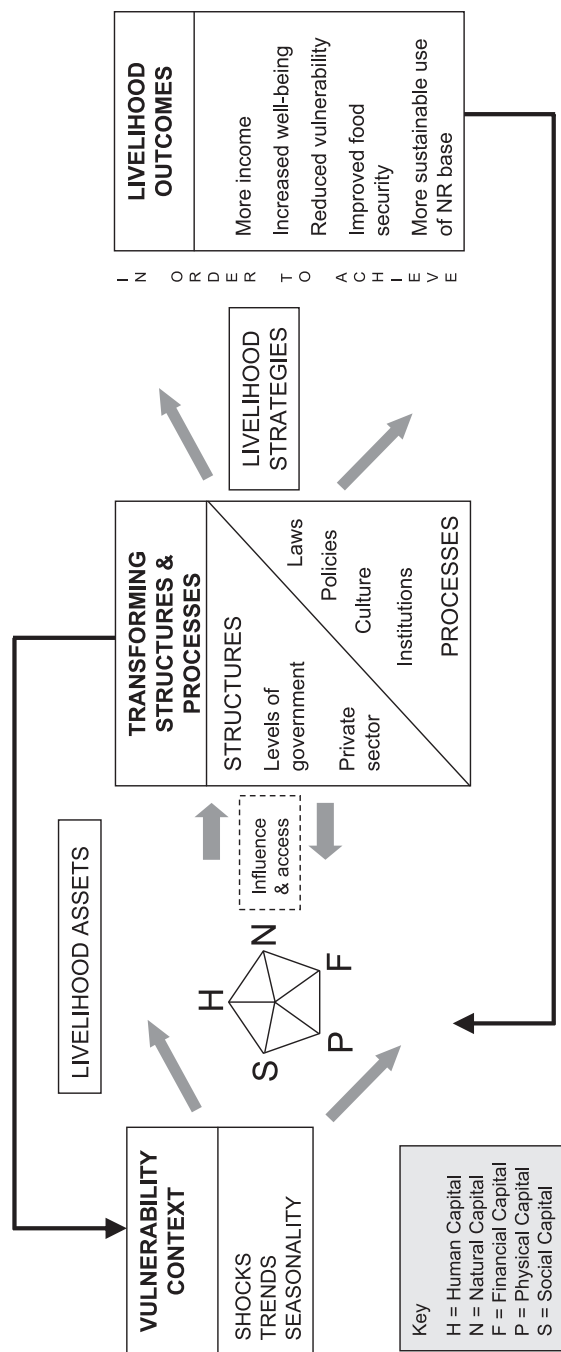 VULNERABILITY
CONTEXT
SHOCKS
TRENDS
SEASONALITY
LIVELIHOOD ASSETS
H
S
N
P
F
Influence
& access
TRANSFORMING
STRUCTURES &
PROCESSES
STRUCTURES
Levels of
government
Private
sector
Laws
Policies
Culture
Institutions
PROCESSES
LIVELIHOOD
STRATEGIES
IN ORDER TO ACHIEVE
LIVELIHOOD
OUTCOMES
More income
Increased well-being
Reduced vulnerability
Improved food
security
More sustainable use
of NR base
Key
H = Human Capital
N = Natural Capital
F = Financial Capital
P = Physical Capital
S = Social Capital